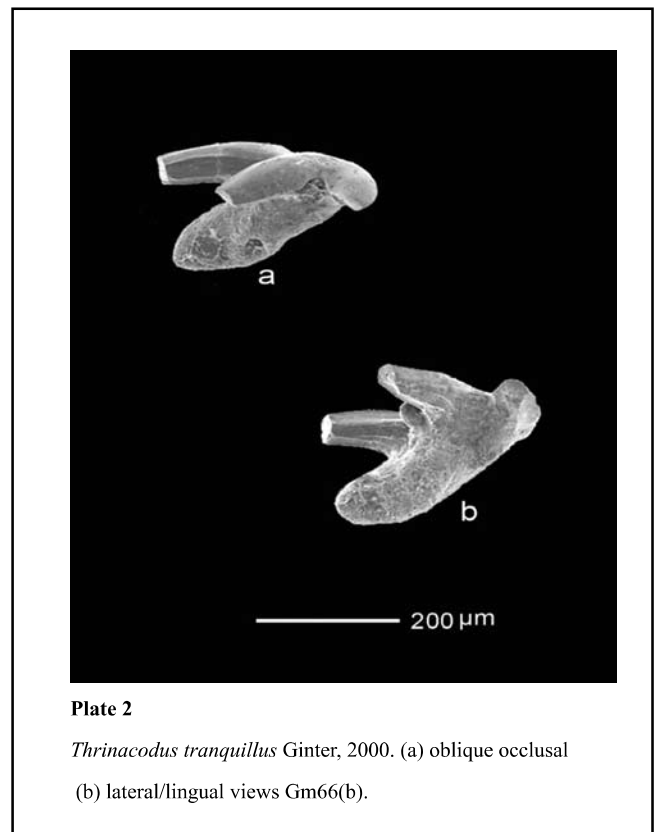 a
b
200 µm
Plate 2
Thrinacodus tranquillus Ginter, 2000. (a) oblique occlusal
(b) lateral/lingual views Gm66(b).